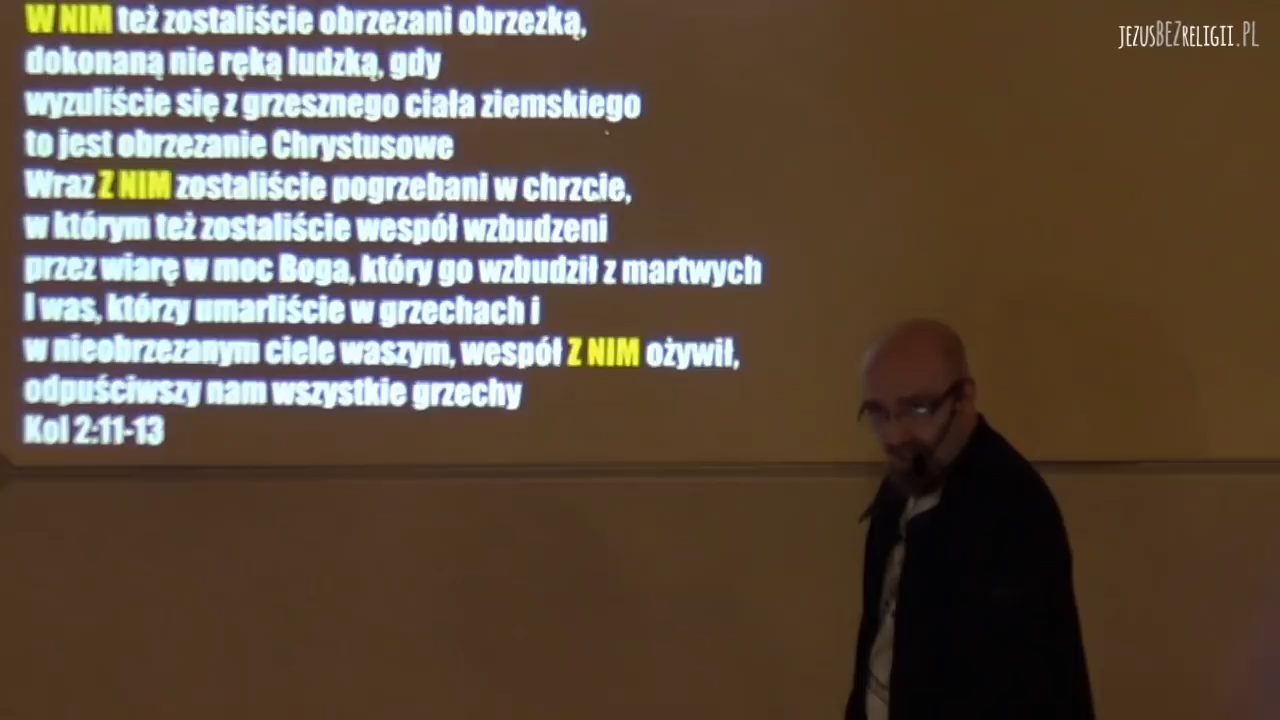 W NIM też zostaliście obrzezani obrzezką,
dokonaną nie ręką ludzką, gdy
wyzuliście się z grzesznego ciała ziemskiego
to jest obrzezanie Chrystusowe
Wraz Z NIM zostaliście pogrzebani w chrzcie,
w którym też zostaliście wespół wzbudzeni
przez wiarę w moc Boga, który go wzbudził z martwych
I was, którzy umarliście w grzechach i
w nieobrzezanym ciele waszym, wespół Z NIM ożywił,
odpuściwszy nam wszystkie grzechy
Kol 2:11-13
JEZUSBEZRELIGII.PL